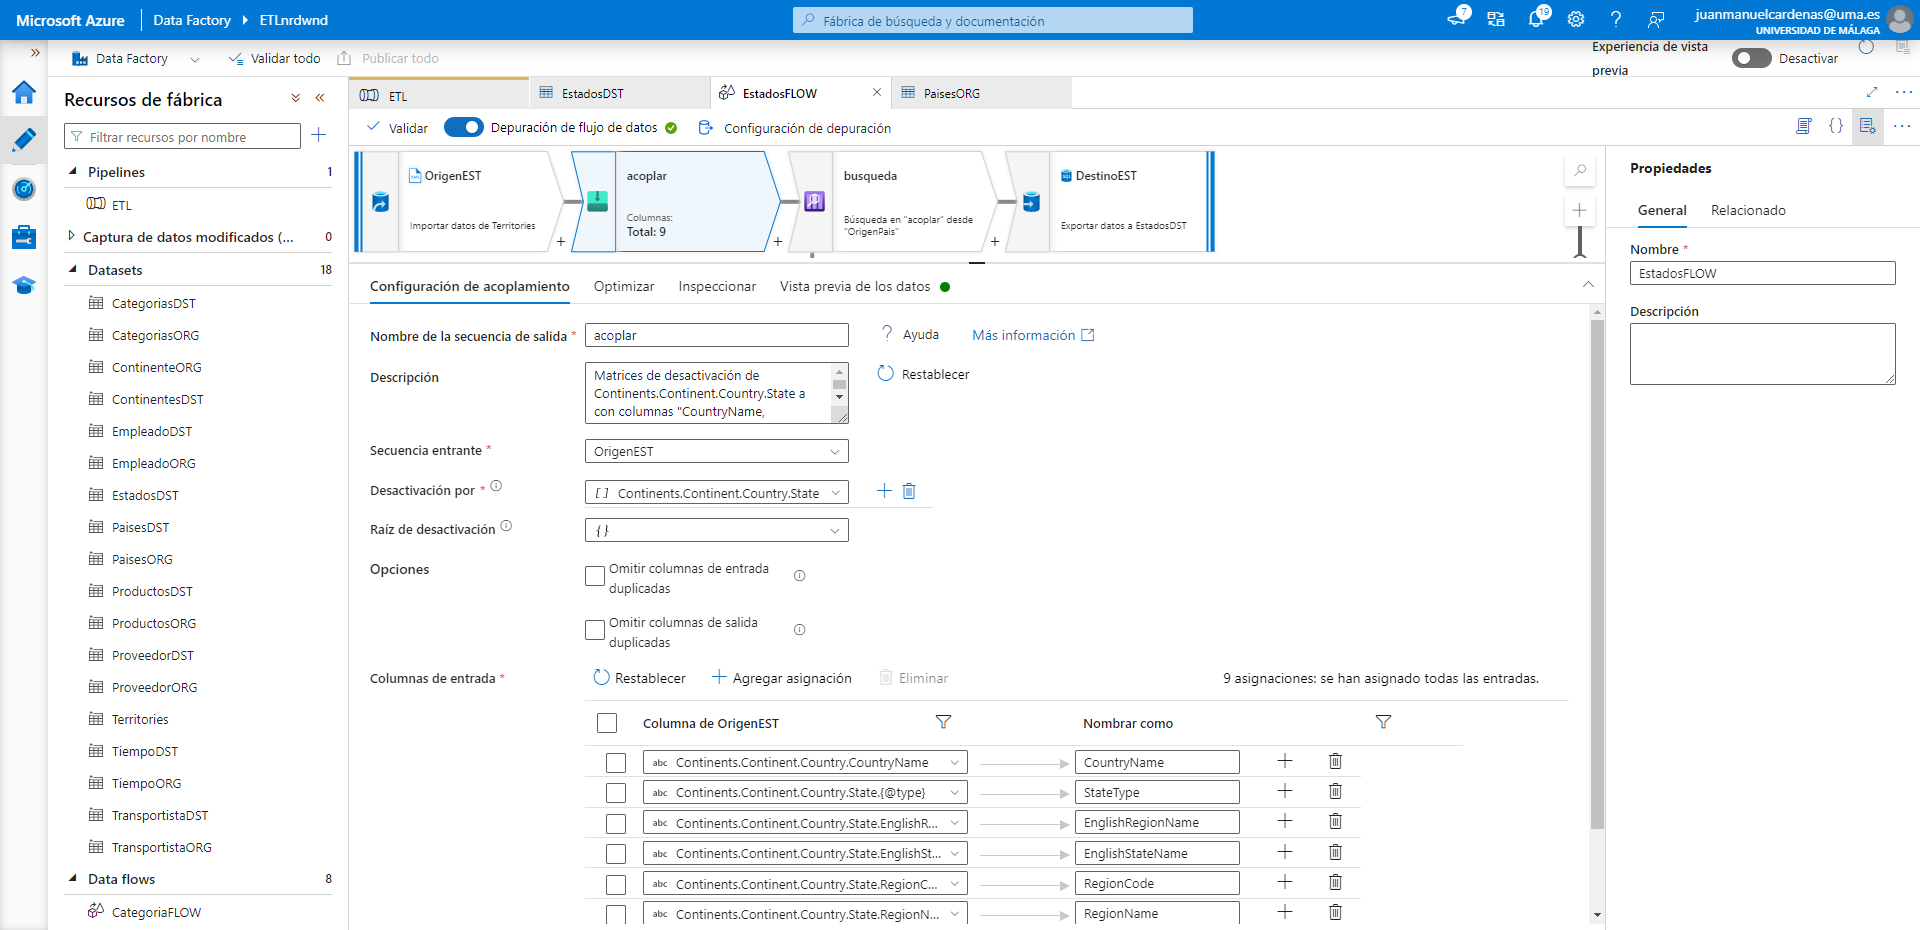 Microsoft Azure
Data Factory
ETLnrdwnd
Fábrica de búsqueda y documentación
7
19
juanmanuelcardenas@uma.es
UNIVERSIDAD DE MÁLAGA
Data Factory
Validar todo
Publicar todo
Experiencia de vista
previa
Desactivar
Recursos de fábrica
Filtrar recursos por nombre
Pipelines 1
ETL
Captura de datos modificados (... 0
Datasets 18
CategoriasDST
CategoriasORG
ContinenteORG
ContinentesDST
EmpleadoDST
EmpleadoORG
EstadosDST
PaisesDST
PaisesORG
ProductosDST
ProductosORG
ProveedorDST
ProveedorORG
Territories
TiempoDST
TiempoORG
TransportistaDST
TransportistaORG
Data flows 8
CategoriaFLOW
ETL
EstadosDST
EstadosFLOW
PaisesORG
Validar
Depuración de flujo de datos
Configuración de depuración
OrigenEST
Importar datos de Territories
acoplar
Columnas:
Total: 9
busqueda
Búsqueda en "acoplar" desde
"OrigenPais"
DestinoEST
Exportar datos a EstadosDST
Configuración de acoplamiento
Optimizar
Inspeccionar
Vista previa de los datos
Nombre de la secuencia de salida *
acoplar
Ayuda
Más información
Descripción
Matrices de desactivación de
Continents.Continent.Country.State a
con columnas "CountryName,
Restablecer
Secuencia entrante *
OrigenEST
Desactivación por *
[ ] Continents.Continent.Country.State
Raíz de desactivación
{}
Opciones
Omitir columnas de entrada
duplicadas
Omitir columnas de salida
duplicadas
Columnas de entrada *
Restablecer
Agregar asignación
Eliminar
9 asignaciones: se han asignado todas las entradas.
Columna de OrigenEST
Nombrar como
abc Continents.Continent.Country.CountryName
CountryName
abc Continents.Continent.Country.State.{@type}
StateType
abc Continents.Continent.Country.State.EnglishR...
EnglishRegionName
abc Continents.Continent.Country.State.EnglishSt...
EnglishStateName
abc Continents.Continent.Country.State.RegionC...
RegionCode
abc Continents.Continent.Country.State.RegionN...
RegionName
Propiedades
General
Relacionado
Nombre *
EstadosFLOW
Descripción